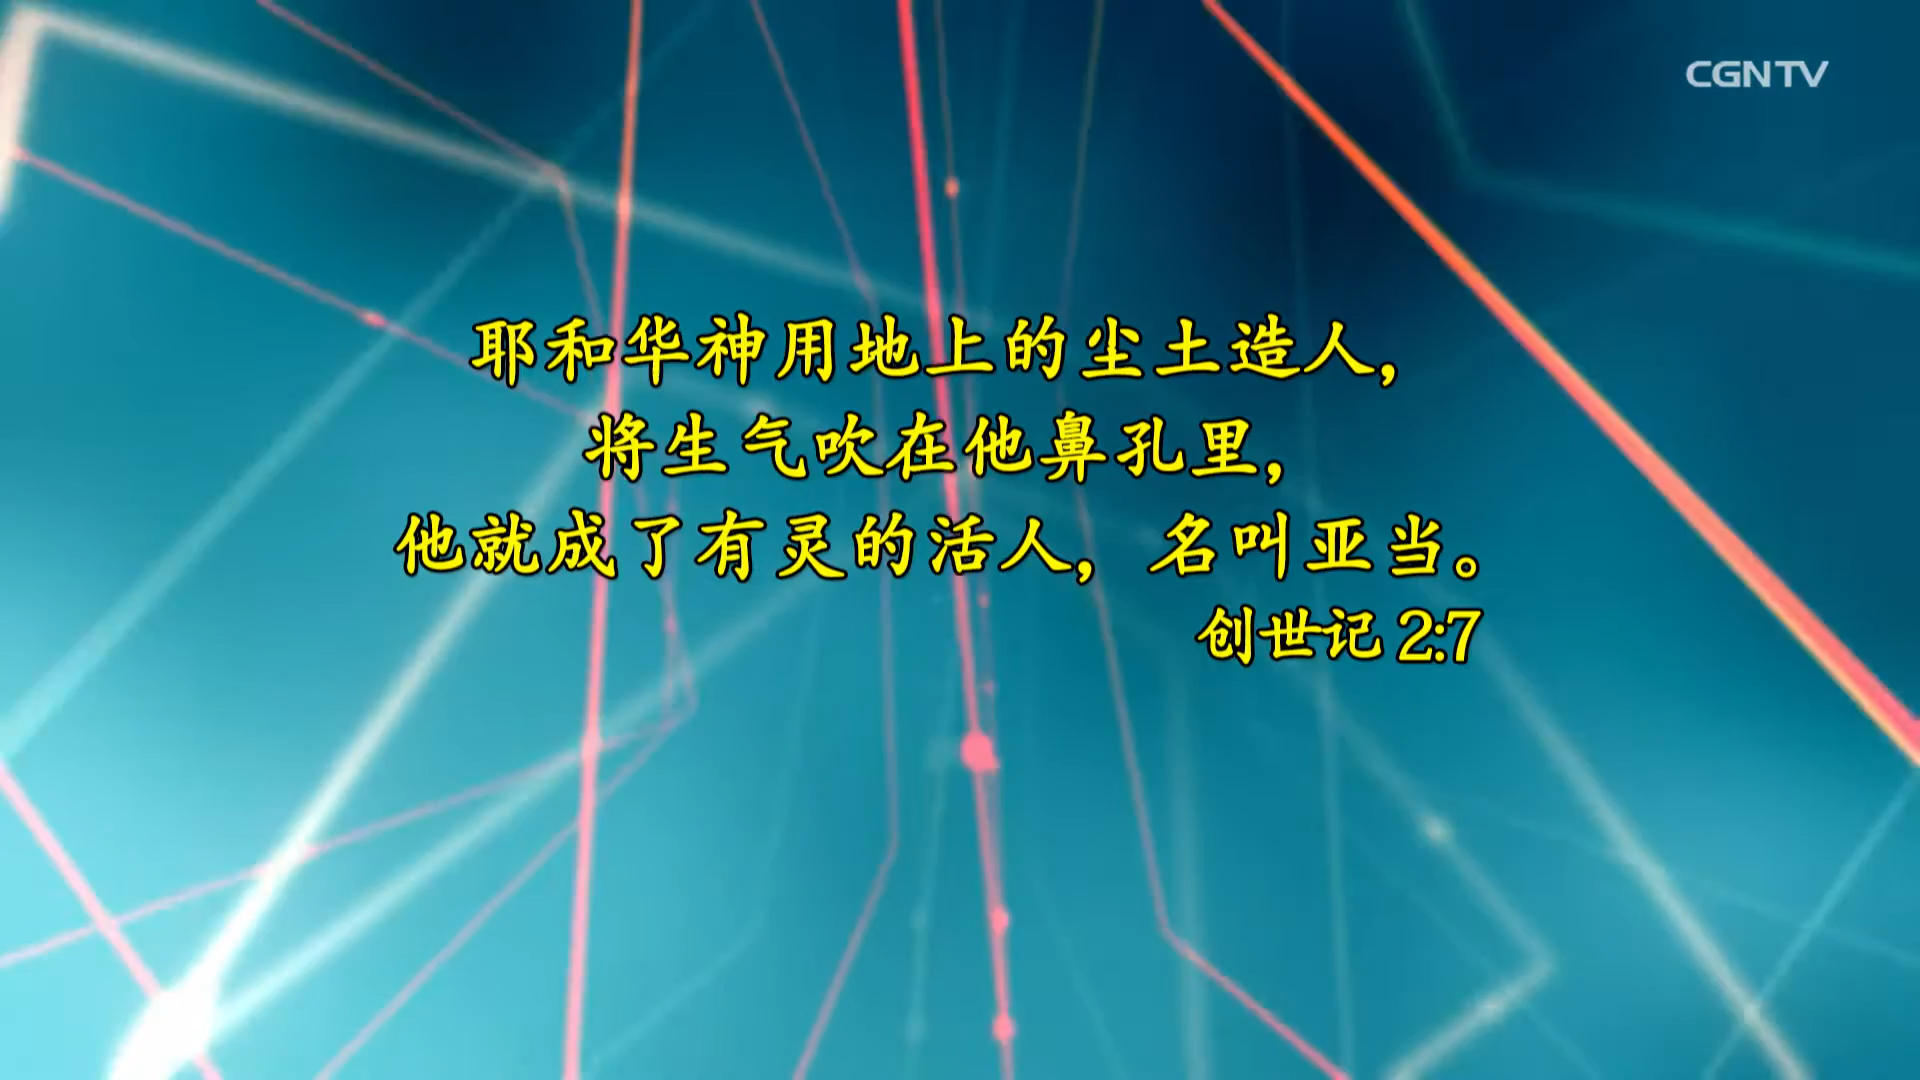 CGNTV
耶和华神用地上的尘土造人，
将生气吹在他鼻孔里，
他就成了有灵的活人，名叫亚当。
创世记 2:7